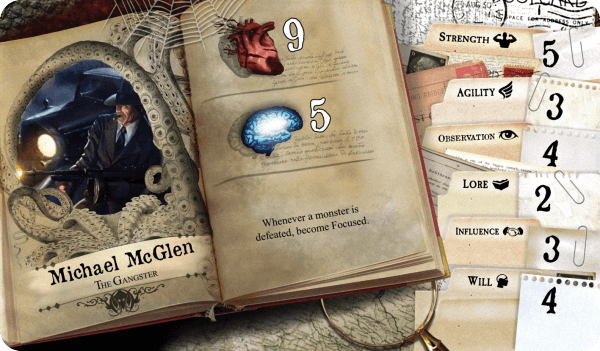 9
5
Whenever a monster is
defeated, become Focused.
Michael McGlen
The Gangster
Strength
5
Agility
3
Observation
4
Lore
2
Influence
3
Will
4